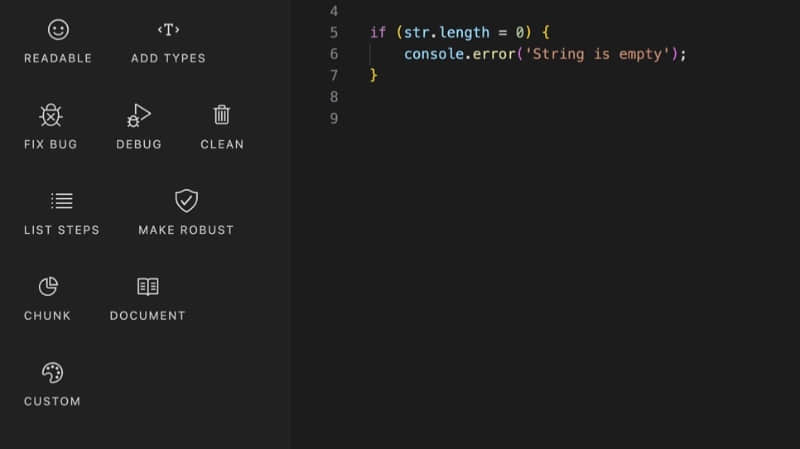 READABLE ADD TYPES
FIX BUG DEBUG CLEAN
LIST STEPS MAKE ROBUST
CHUNK DOCUMENT
CUSTOM
4
5 if (str.length = 0) {
6 console.error('String is empty');
7 }
8
9